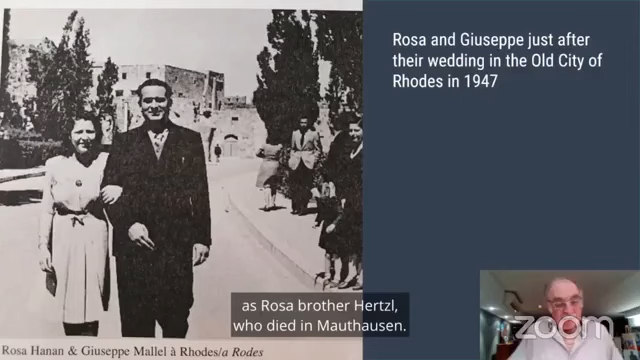 Rosa and Giuseppe just after
their wedding in the Old City of
Rhodes in 1947
as Rosa brother Hertzl,
who died in Mauthausen.
Rosa Hanan & Giuseppe Mallel à Rhodes/a Rodes
zoom